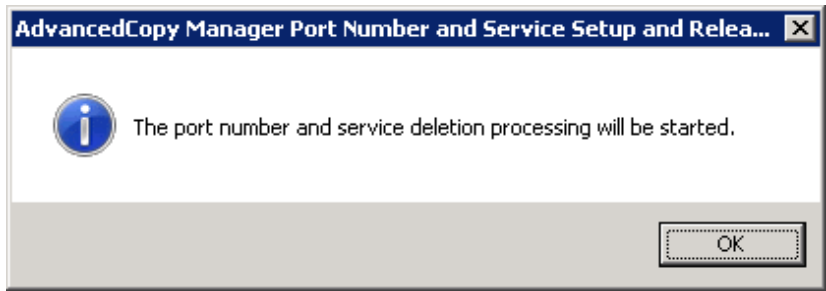 AdvancedCopy Manager Port Number and Service Setup and Relea...
The port number and service deletion processing will be started.
OK